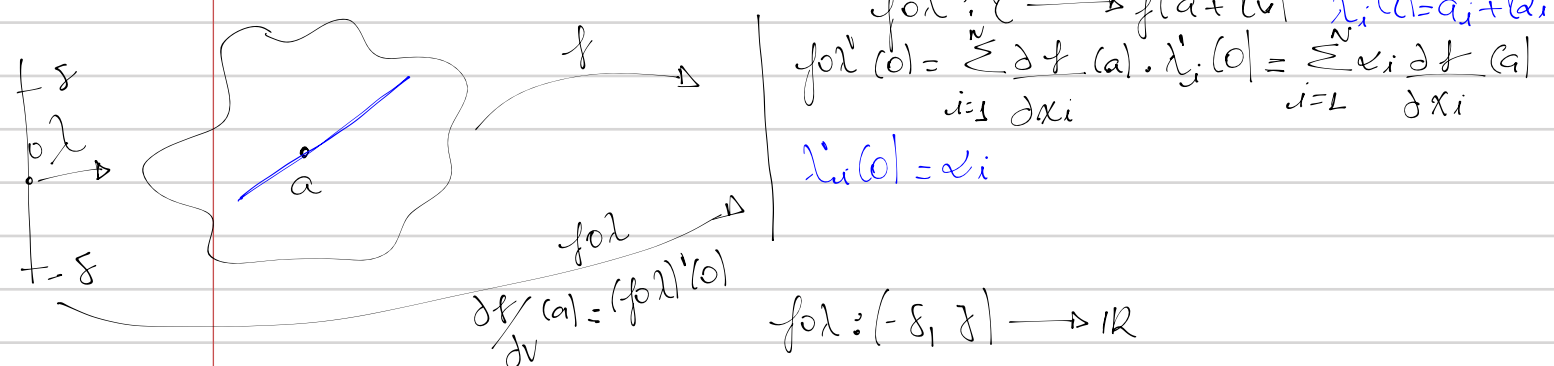 f∘λ : t ⟶ f(a+tv) λᵢ(t)=aᵢ+tαᵢ
f∘λ'(0) = Σᵢ₌₁ᴺ ∂f/∂xᵢ (a) . λ'ᵢ(0) = Σᵢ₌₁ᴺ αᵢ ∂f/∂xᵢ (a)
λ'ᵢ(0) = αᵢ
δ
0 λ
-δ
a
f
f∘λ
∂f/∂v (a) = (f∘λ)'(0)
f∘λ : (-δ, δ) ⟶ ℝ